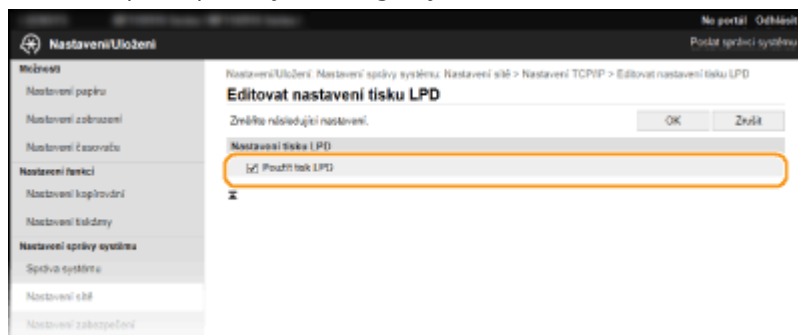 Na portál Odhlásit
Nastavení/Uložení
Poslat správci systému
Možnosti
Nastavení papíru
Nastavení zobrazení
Nastavení časovače
Nastavení funkcí
Nastavení kopírování
Nastavení tiskárny
Nastavení správy systému
Správa systému
Nastavení sítě
Nastavení zabezpečení
Nastavení/Uložení: Nastavení správy systému: Nastavení sítě > Nastavení TCP/IP > Editovat nastavení tisku LPD
Editovat nastavení tisku LPD
Změňte následující nastavení.
OK Zrušit
Nastavení tisku LPD
Použít tisk LPD